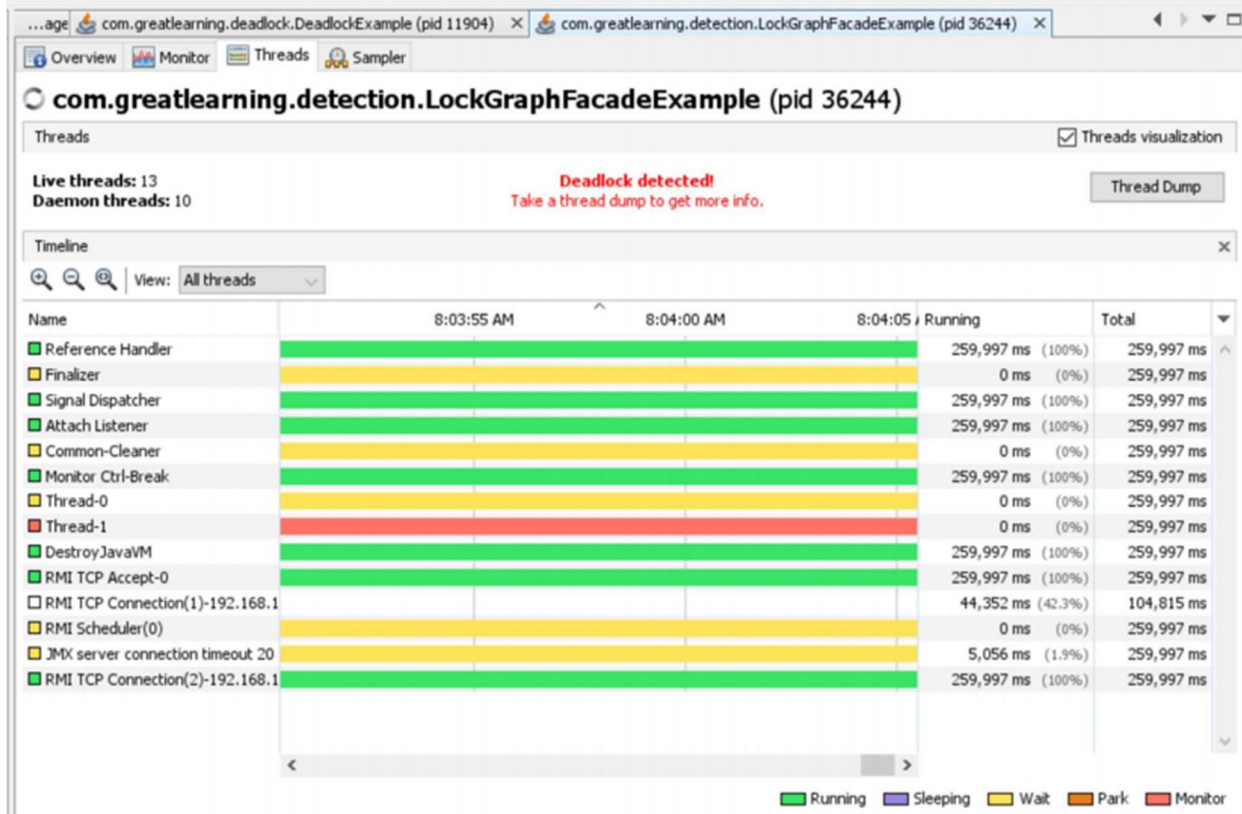 ...age com.greatlearning.deadlock.DeadlockExample (pid 11904) com.greatlearning.detection.LockGraphFacadeExample (pid 36244)
Overview Monitor Threads Sampler
com.greatlearning.detection.LockGraphFacadeExample (pid 36244)
Threads Threads visualization
Live threads: 13
Daemon threads: 10
Deadlock detected!
Take a thread dump to get more info.
Thread Dump
Timeline
View: All threads
Name 8:03:55 AM 8:04:00 AM 8:04:05 Running Total
Reference Handler 259,997 ms (100%) 259,997 ms
Finalizer 0 ms (0%) 259,997 ms
Signal Dispatcher 259,997 ms (100%) 259,997 ms
Attach Listener 259,997 ms (100%) 259,997 ms
Common-Cleaner 0 ms (0%) 259,997 ms
Monitor Ctrl-Break 259,997 ms (100%) 259,997 ms
Thread-0 0 ms (0%) 259,997 ms
Thread-1 0 ms (0%) 259,997 ms
DestroyJavaVM 259,997 ms (100%) 259,997 ms
RMI TCP Accept-0 259,997 ms (100%) 259,997 ms
RMI TCP Connection(1)-192.168.1 44,352 ms (42.3%) 104,815 ms
RMI Scheduler(0) 0 ms (0%) 259,997 ms
JMX server connection timeout 20 5,056 ms (1.9%) 259,997 ms
RMI TCP Connection(2)-192.168.1 259,997 ms (100%) 259,997 ms
Running Sleeping Wait Park Monitor